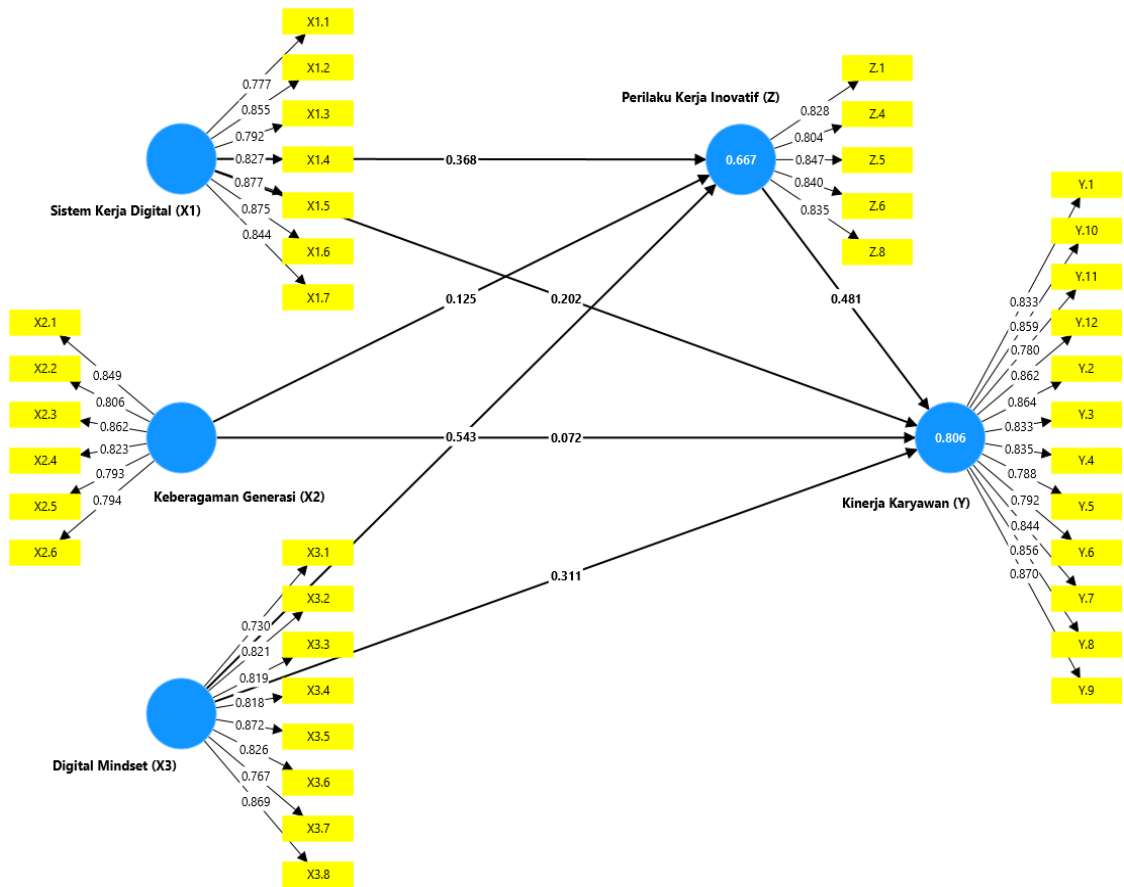 X1.1
X1.2
X1.3
X1.4
X1.5
X1.6
X1.7
0.777
0.855
0.792
0.827
0.877
0.875
0.844
Sistem Kerja Digital (X1)
Perilaku Kerja Inovatif (Z)
0.667
Z.1
Z.4
Z.5
Z.6
Z.8
0.828
0.804
0.847
0.840
0.835
0.368
0.125
0.202
0.481
0.543
0.072
0.311
X2.1
X2.2
X2.3
X2.4
X2.5
X2.6
0.849
0.806
0.862
0.823
0.793
0.794
Keberagaman Generasi (X2)
0.806
Kinerja Karyawan (Y)
Y.1
Y.10
Y.11
Y.12
Y.2
Y.3
Y.4
Y.5
Y.6
Y.7
Y.8
Y.9
0.833
0.859
0.780
0.862
0.864
0.833
0.835
0.788
0.792
0.844
0.856
0.870
X3.1
X3.2
X3.3
X3.4
X3.5
X3.6
X3.7
X3.8
0.730
0.821
0.819
0.818
0.872
0.826
0.767
0.869
Digital Mindset (X3)